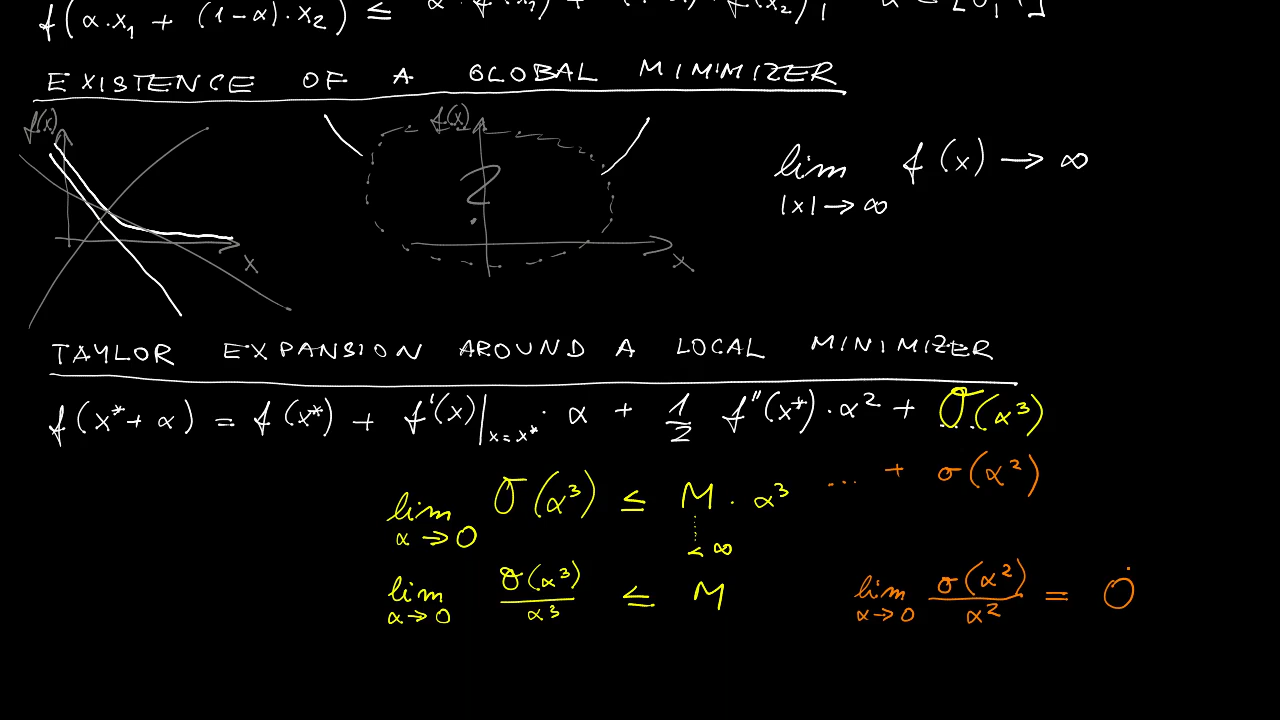 f(α·x₁ + (1-α)·x₂) ≤ α·f(x₁) + (1-α)·f(x₂), α ∈ [0,1]
EXISTENCE OF A GLOBAL MINIMIZER
f(x)
x
f(x)
?
x
lim f(x) → ∞
|x| → ∞
TAYLOR EXPANSION AROUND A LOCAL MINIMIZER
f(x* + α) = f(x*) + f'(x)|x=x* · α + 1/2 f''(x*)·α² + O(α³)
... + o(α²)
lim O(α³) ≤ M · α³
α → 0
< ∞
lim O(α³)/α³ ≤ M
α → 0
lim o(α²)/α² = 0
α → 0